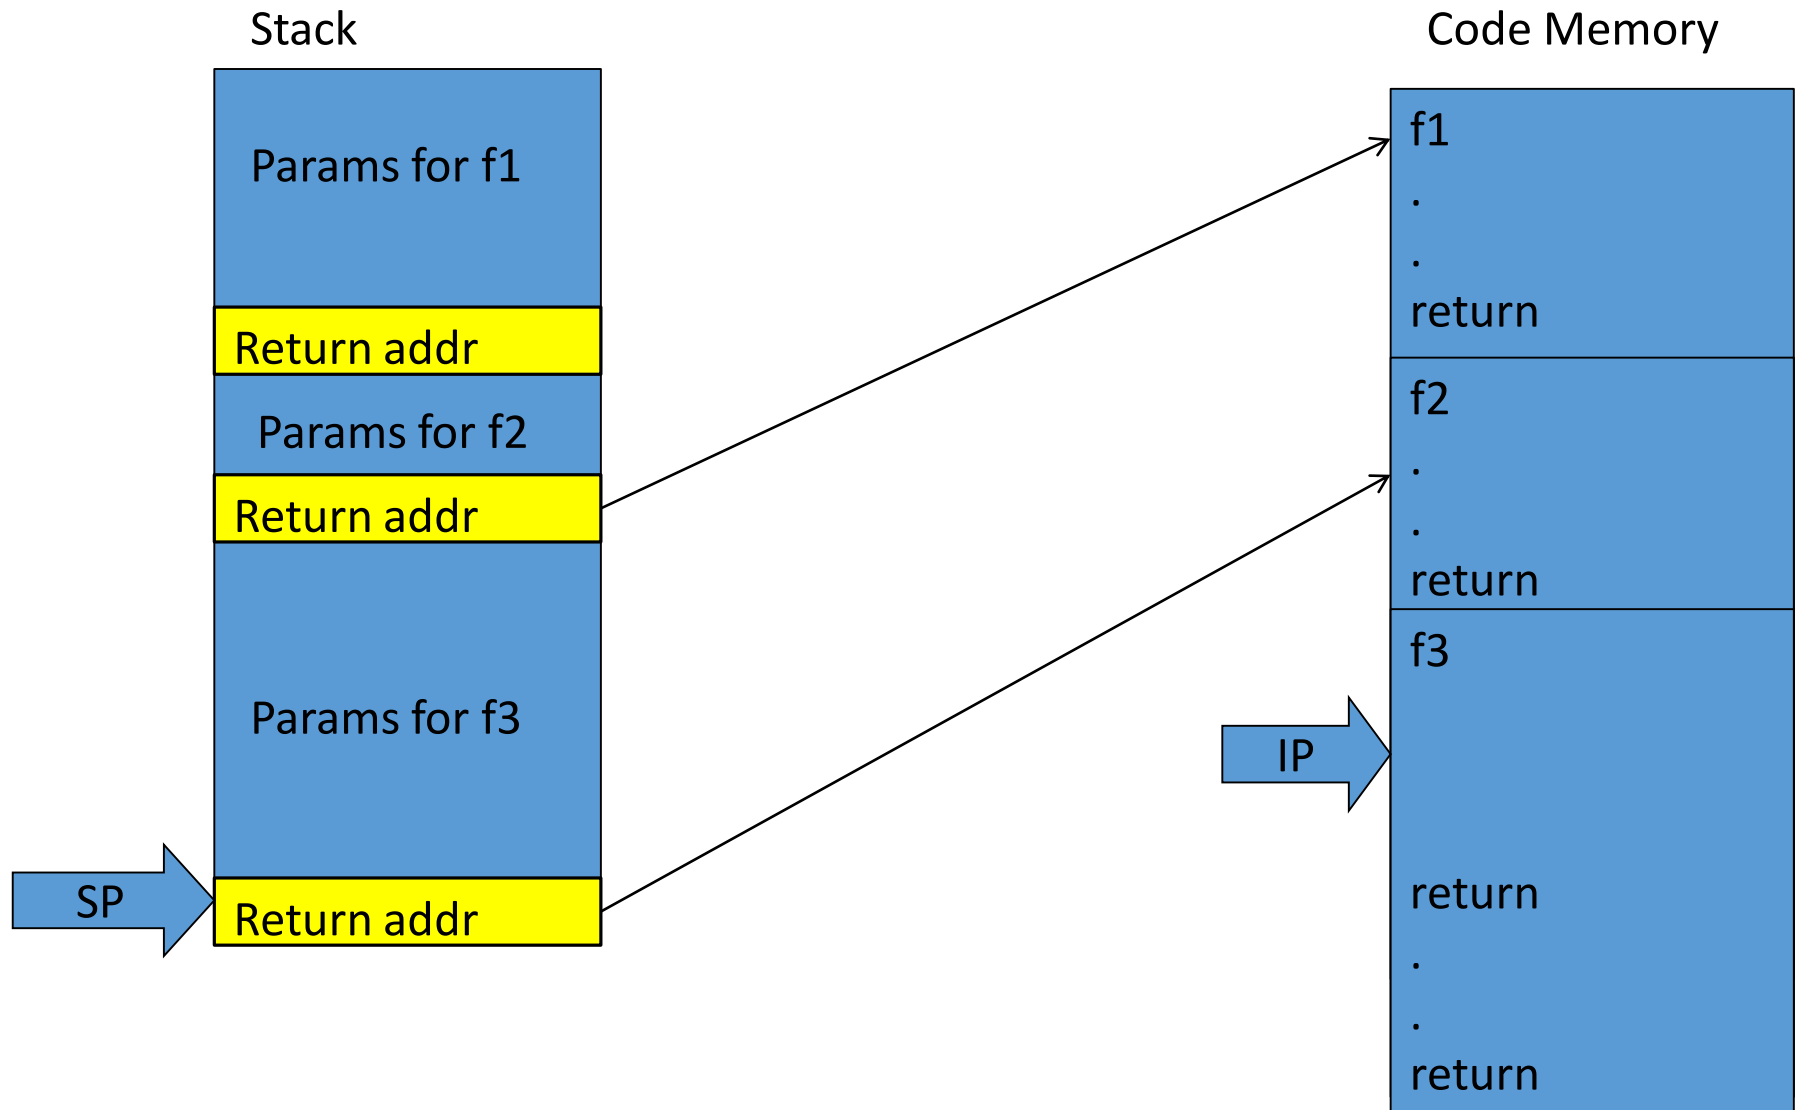 Stack
Params for f1
Return addr
Params for f2
Return addr
Params for f3
SP
Return addr
Code Memory
f1
.
.
return
f2
.
.
return
f3
IP
return
.
.
return